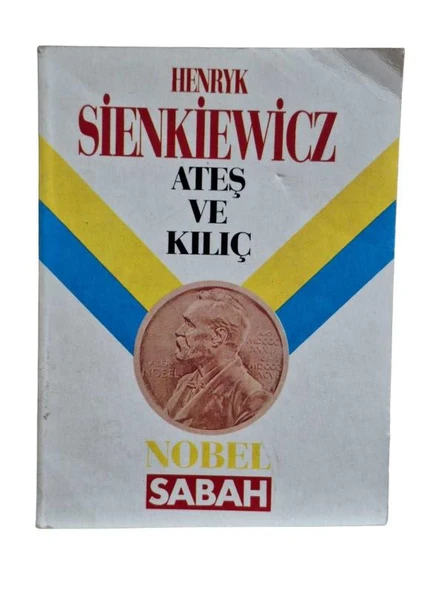 HENRYK
SİENKİEWİCZ
ATEŞ
VE
KILIÇ
NOBEL
SABAH